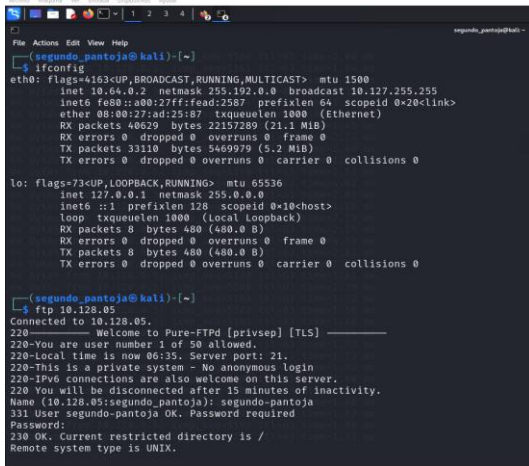 1 2 3 4
segundo_pantoja@kali:~
File Actions Edit View Help
(segundo_pantoja㉿kali)-[~]
$ ifconfig
eth0: flags=4163<UP,BROADCAST,RUNNING,MULTICAST> mtu 1500
inet 10.64.0.2 netmask 255.192.0.0 broadcast 10.127.255.255
inet6 fe80::a00:27ff:fead:2587 prefixlen 64 scopeid 0×20<link>
ether 08:00:27:ad:25:87 txqueuelen 1000 (Ethernet)
RX packets 40629 bytes 22157289 (21.1 MiB)
RX errors 0 dropped 0 overruns 0 frame 0
TX packets 33110 bytes 5469979 (5.2 MiB)
TX errors 0 dropped 0 overruns 0 carrier 0 collisions 0
lo: flags=73<UP,LOOPBACK,RUNNING> mtu 65536
inet 127.0.0.1 netmask 255.0.0.0
inet6 ::1 prefixlen 128 scopeid 0×10<host>
loop txqueuelen 1000 (Local Loopback)
RX packets 8 bytes 480 (480.0 B)
RX errors 0 dropped 0 overruns 0 frame 0
TX packets 8 bytes 480 (480.0 B)
TX errors 0 dropped 0 overruns 0 carrier 0 collisions 0
(segundo_pantoja㉿kali)-[~]
$ ftp 10.128.05
Connected to 10.128.05.
220---------- Welcome to Pure-FTPd [privsep] [TLS] ----------
220-You are user number 1 of 50 allowed.
220-Local time is now 06:35. Server port: 21.
220-This is a private system - No anonymous login
220-IPv6 connections are also welcome on this server.
220 You will be disconnected after 15 minutes of inactivity.
Name (10.128.05:segundo_pantoja): segundo-pantoja
331 User segundo-pantoja OK. Password required
Password:
230 OK. Current restricted directory is /
Remote system type is UNIX.